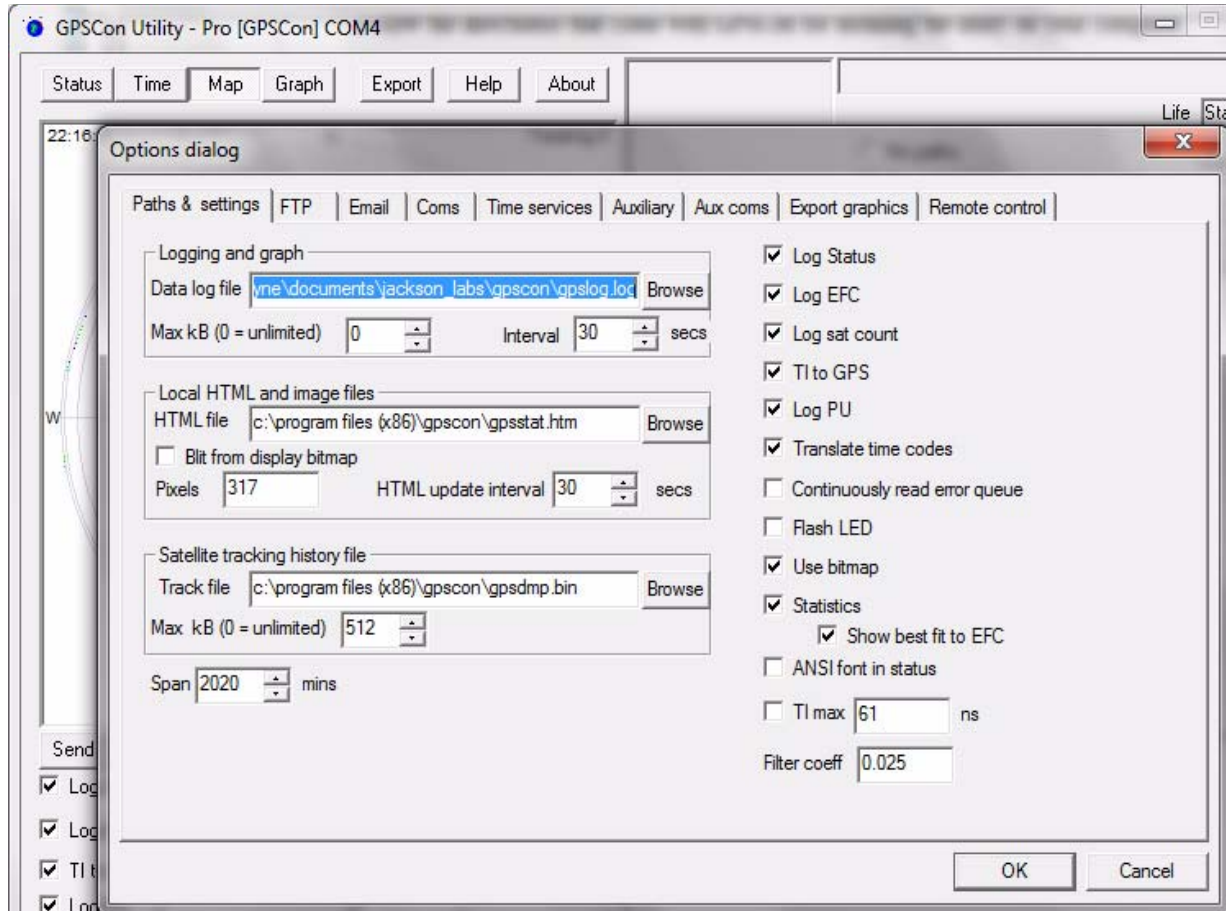 GPSCon Utility - Pro [GPSCon] COM4
Status Time Map Graph Export Help About
Life Sta
22:16:
Options dialog
Paths & settings FTP Email Coms Time services Auxiliary Aux coms Export graphics Remote control
Logging and graph
Data log file yne\documents\jackson_labs\gpscon\gpslog.log Browse
Max kB (0 = unlimited) 0 Interval 30 secs
Local HTML and image files
HTML file c:\program files (x86)\gpscon\gpsstat.htm Browse
Blit from display bitmap
Pixels 317 HTML update interval 30 secs
Satellite tracking history file
Track file c:\program files (x86)\gpscon\gpsdmp.bin Browse
Max kB (0 = unlimited) 512
Span 2020 mins
Log Status
Log EFC
Log sat count
TI to GPS
Log PU
Translate time codes
Continuously read error queue
Flash LED
Use bitmap
Statistics
Show best fit to EFC
ANSI font in status
TI max 61 ns
Filter coeff 0.025
OK Cancel
W
Send
Log
Log
TI t
Log